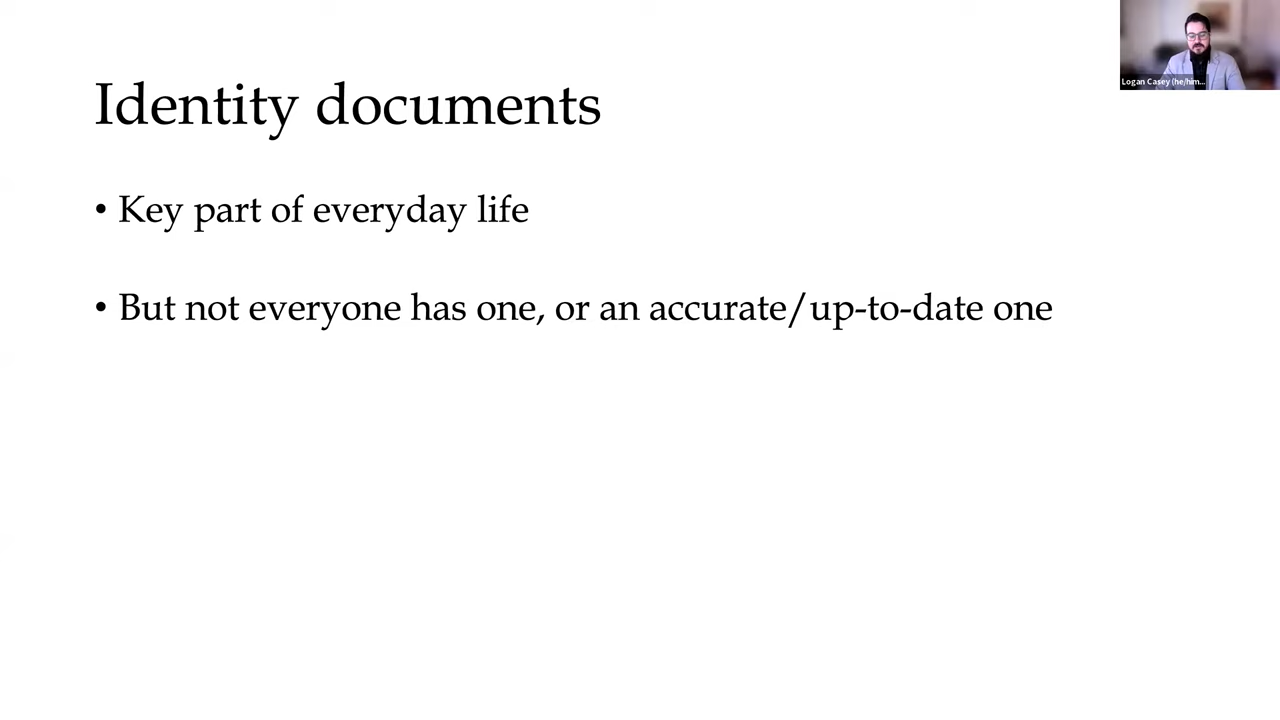 Identity documents
• Key part of everyday life
• But not everyone has one, or an accurate/up-to-date one
Logan Casey (he/him...